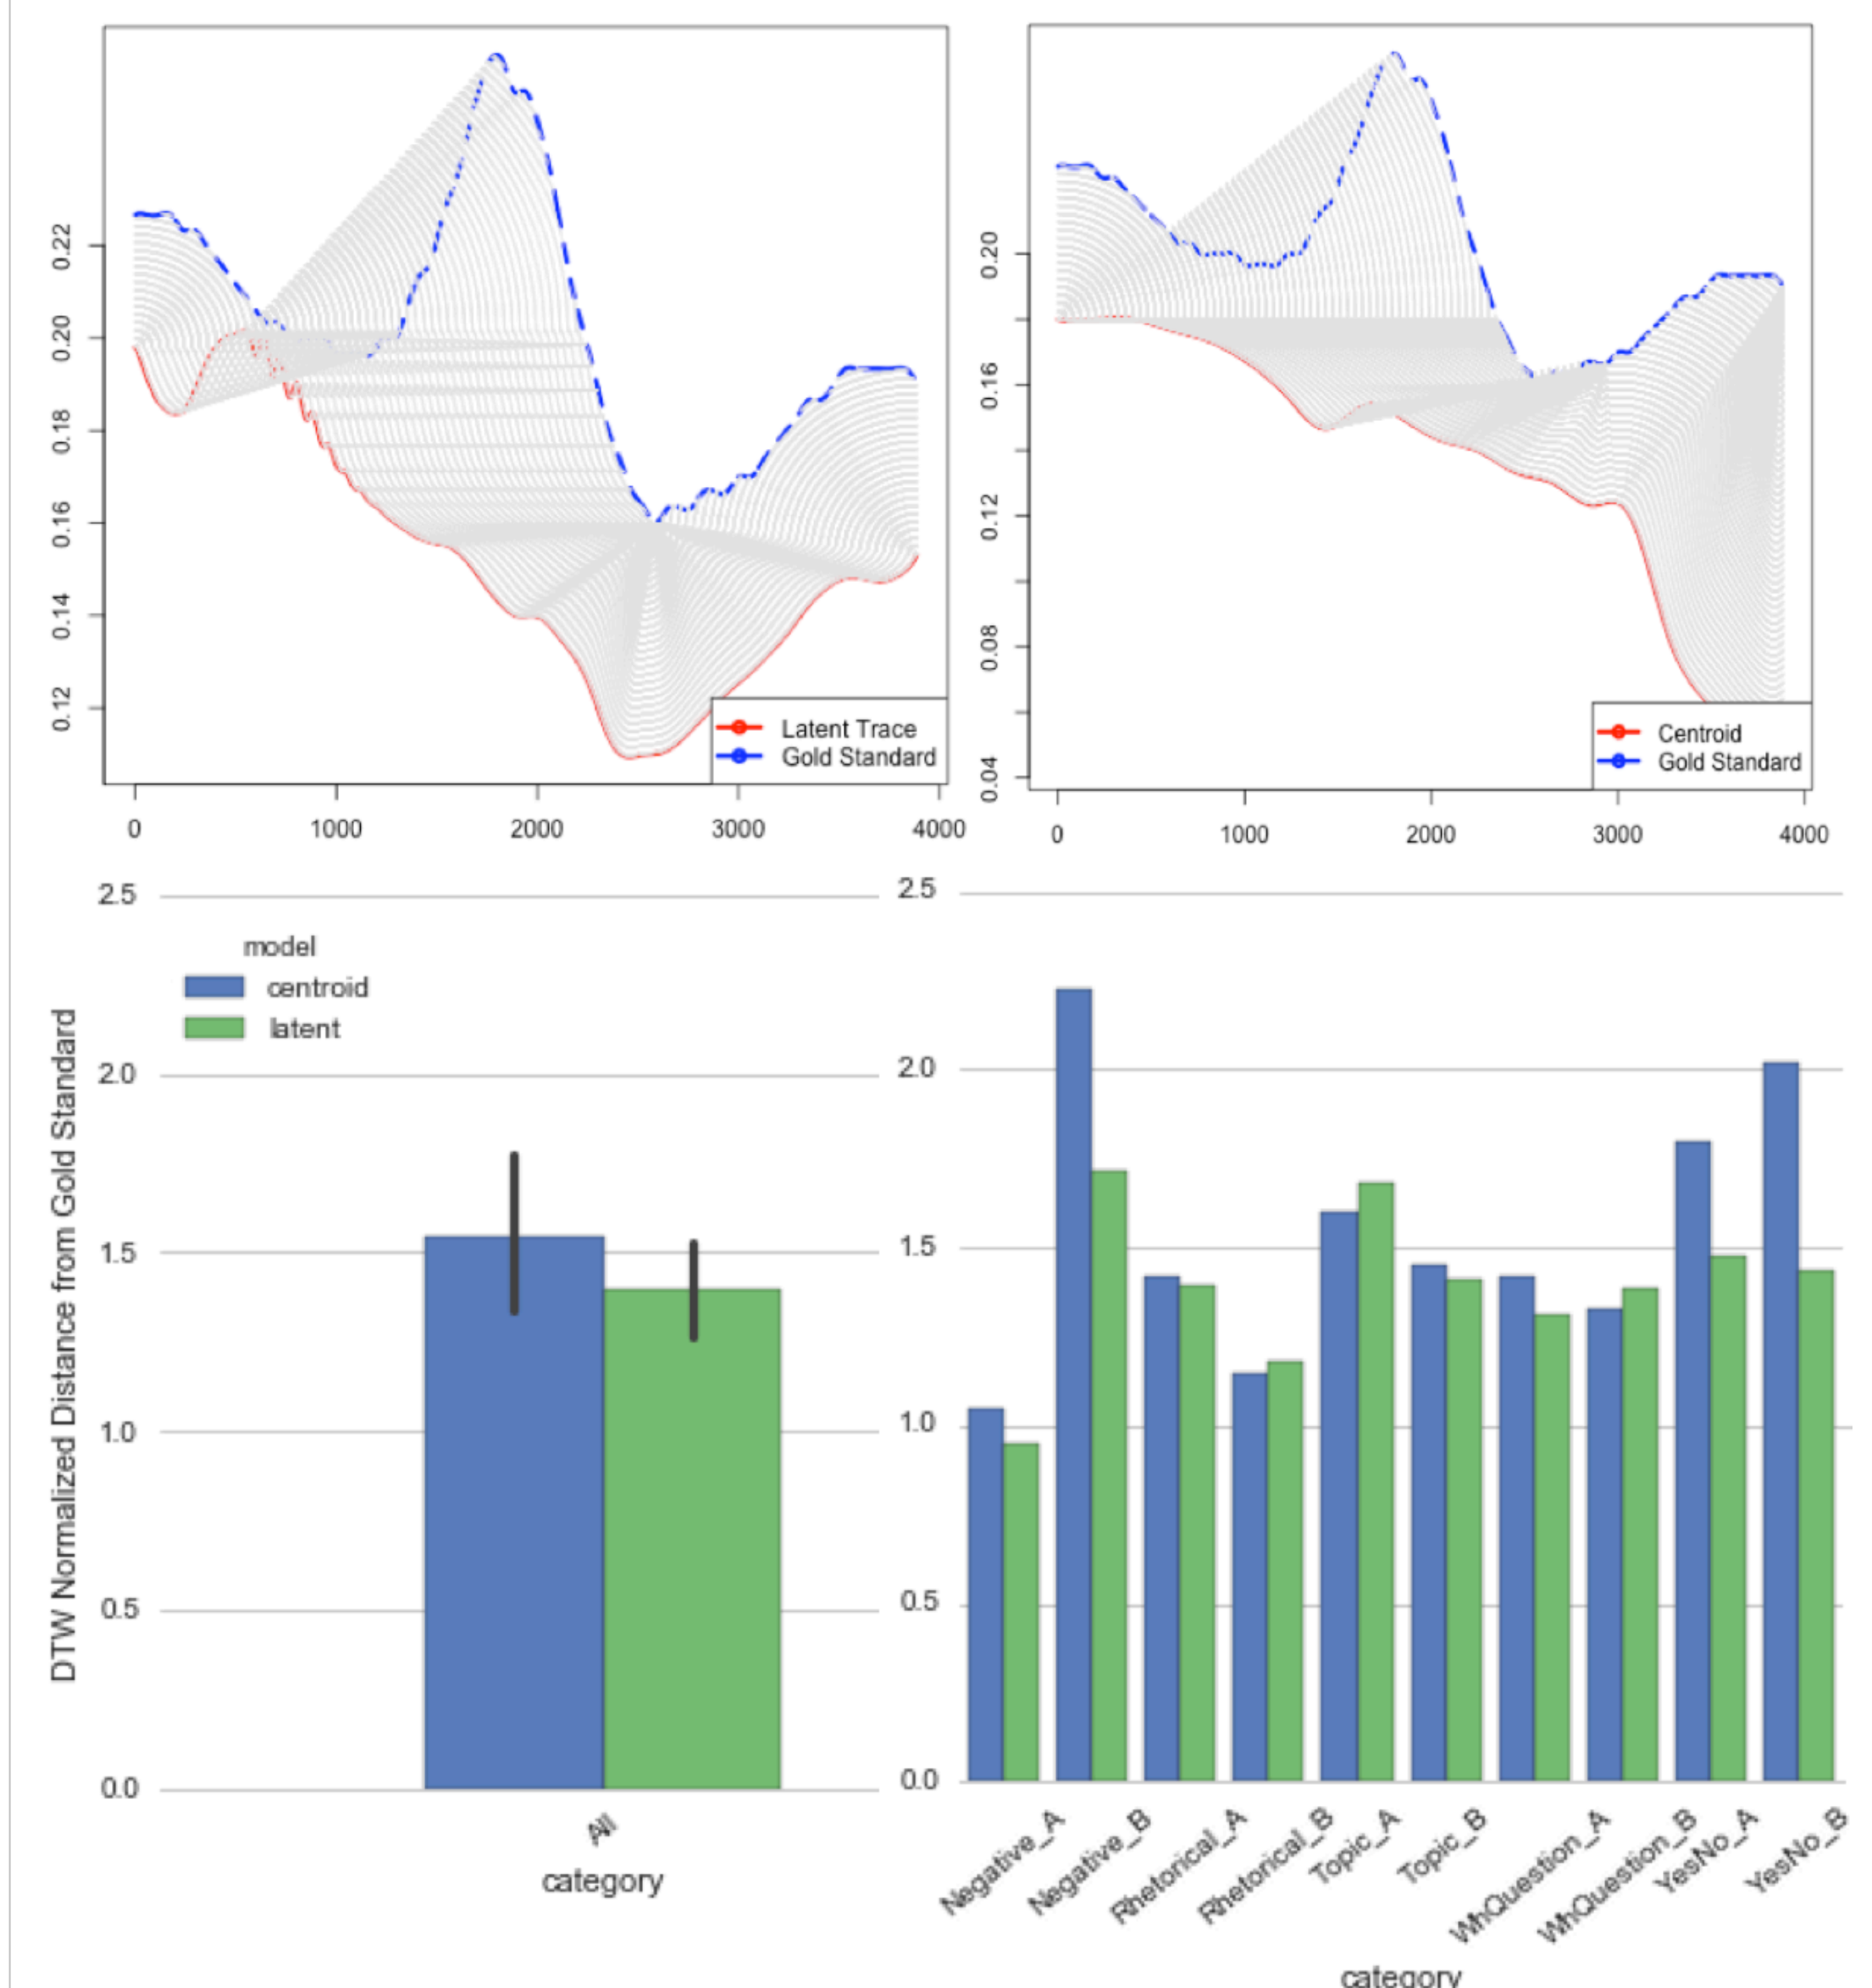 0.22
0.20
0.18
0.16
0.14
0.12
0
1000
2000
3000
4000
Latent Trace
Gold Standard
0.20
0.16
0.12
0.08
0.04
0
1000
2000
3000
4000
Centroid
Gold Standard
DTW Normalized Distance from Gold Standard
2.5
2.0
1.5
1.0
0.5
0.0
model
centroid
latent
All
category
2.5
2.0
1.5
1.0
0.5
0.0
Negative_A
Negative_B
Rhetorical_A
Rhetorical_B
Topic_A
Topic_B
WhQuestion_A
WhQuestion_B
YesNo_A
YesNo_B
category